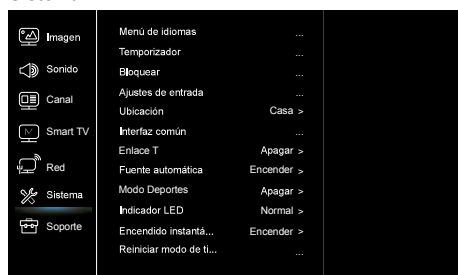 Imagen
Sonido
Canal
Smart TV
Red
Sistema
Soporte
Menú de idiomas ...
Temporizador ...
Bloquear ...
Ajustes de entrada ...
Ubicación Casa >
Interfaz común ...
Enlace T Apagar >
Fuente automática Encender >
Modo Deportes Apagar >
Indicador LED Normal >
Encendido instantá... Encender >
Reiniciar modo de ti... ...